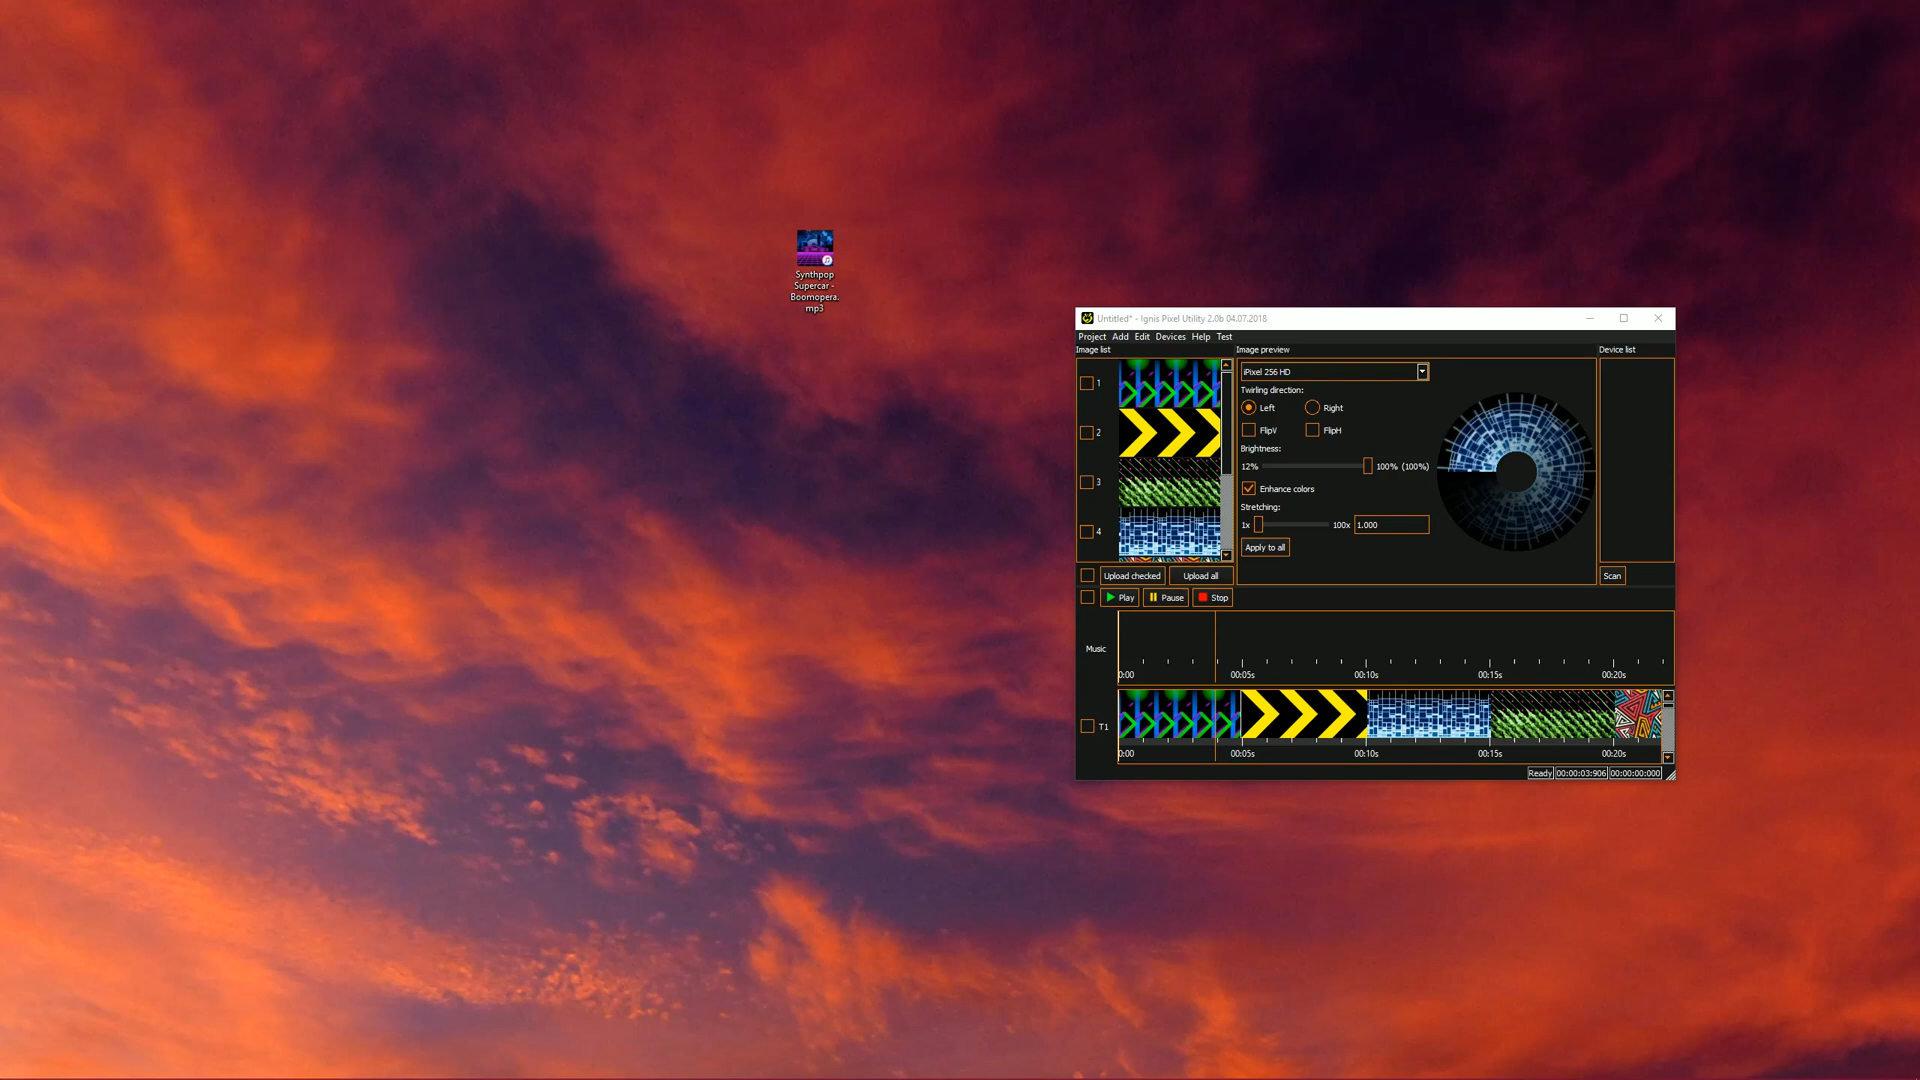 Synthpop
Supercar -
Boomopera.
mp3
Untitled* - Ignis Pixel Utility 2.0b 04.07.2018
Project Add Edit Devices Help Test
Image list
Image preview
Device list
1
2
3
4
iPixel 256 HD
Twirling direction:
Left Right
FlipV FlipH
Brightness:
12% 100% (100%)
Enhance colors
Stretching:
1x 100x 1.000
Apply to all
Upload checked Upload all
Scan
Play Pause Stop
Music
0:00 00:05s 00:10s 00:15s 00:20s
T1
0:00 00:05s 00:10s 00:15s 00:20s
Ready 00:00:03:906 00:00:00:000